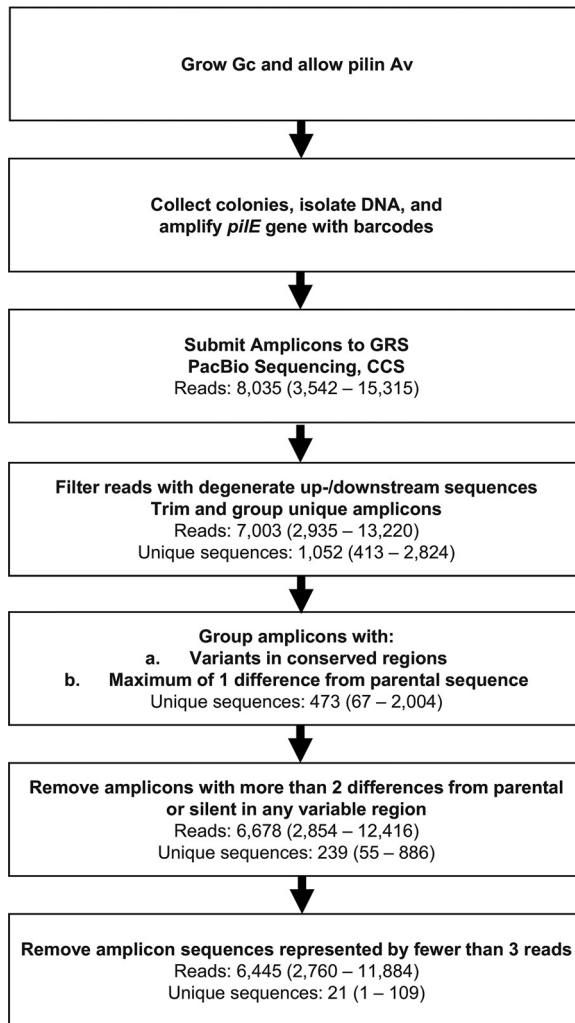 Grow Gc and allow pilin Av
Collect colonies, isolate DNA, and
amplify pilE gene with barcodes
Submit Amplicons to GRS
PacBio Sequencing, CCS
Reads: 8,035 (3,542 – 15,315)
Filter reads with degenerate up-/downstream sequences
Trim and group unique amplicons
Reads: 7,003 (2,935 – 13,220)
Unique sequences: 1,052 (413 – 2,824)
Group amplicons with:
a. Variants in conserved regions
b. Maximum of 1 difference from parental sequence
Unique sequences: 473 (67 – 2,004)
Remove amplicons with more than 2 differences from parental
or silent in any variable region
Reads: 6,678 (2,854 – 12,416)
Unique sequences: 239 (55 – 886)
Remove amplicon sequences represented by fewer than 3 reads
Reads: 6,445 (2,760 – 11,884)
Unique sequences: 21 (1 – 109)